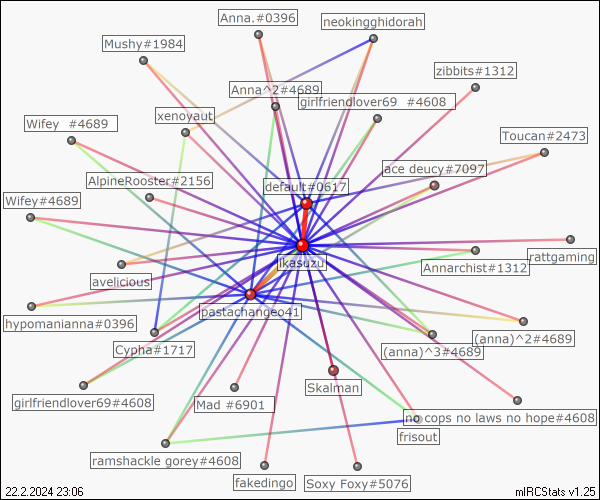 Anna.#0396
neokingghidorah
Mushy#1984
zibbits#1312
Anna^2#4689
girlfriendlover69  #4608
xenoyaut
Wifey  #4689
Toucan#2473
ace deucy#7097
AlpineRooster#2156
default#0617
Wifey#4689
ikasuzu
rattgaming
avelicious
Annarchist#1312
pastachangeo41
hypomanianna#0396
(anna)^2#4689
Cypha#1717
(anna)^3#4689
Skalman
girlfriendlover69#4608
Mad #6901
no cops no laws no hope#4608
frisout
ramshackle gorey#4608
fakedingo
Soxy Foxy#5076
22.2.2024 23:06
mIRCStats v1.25